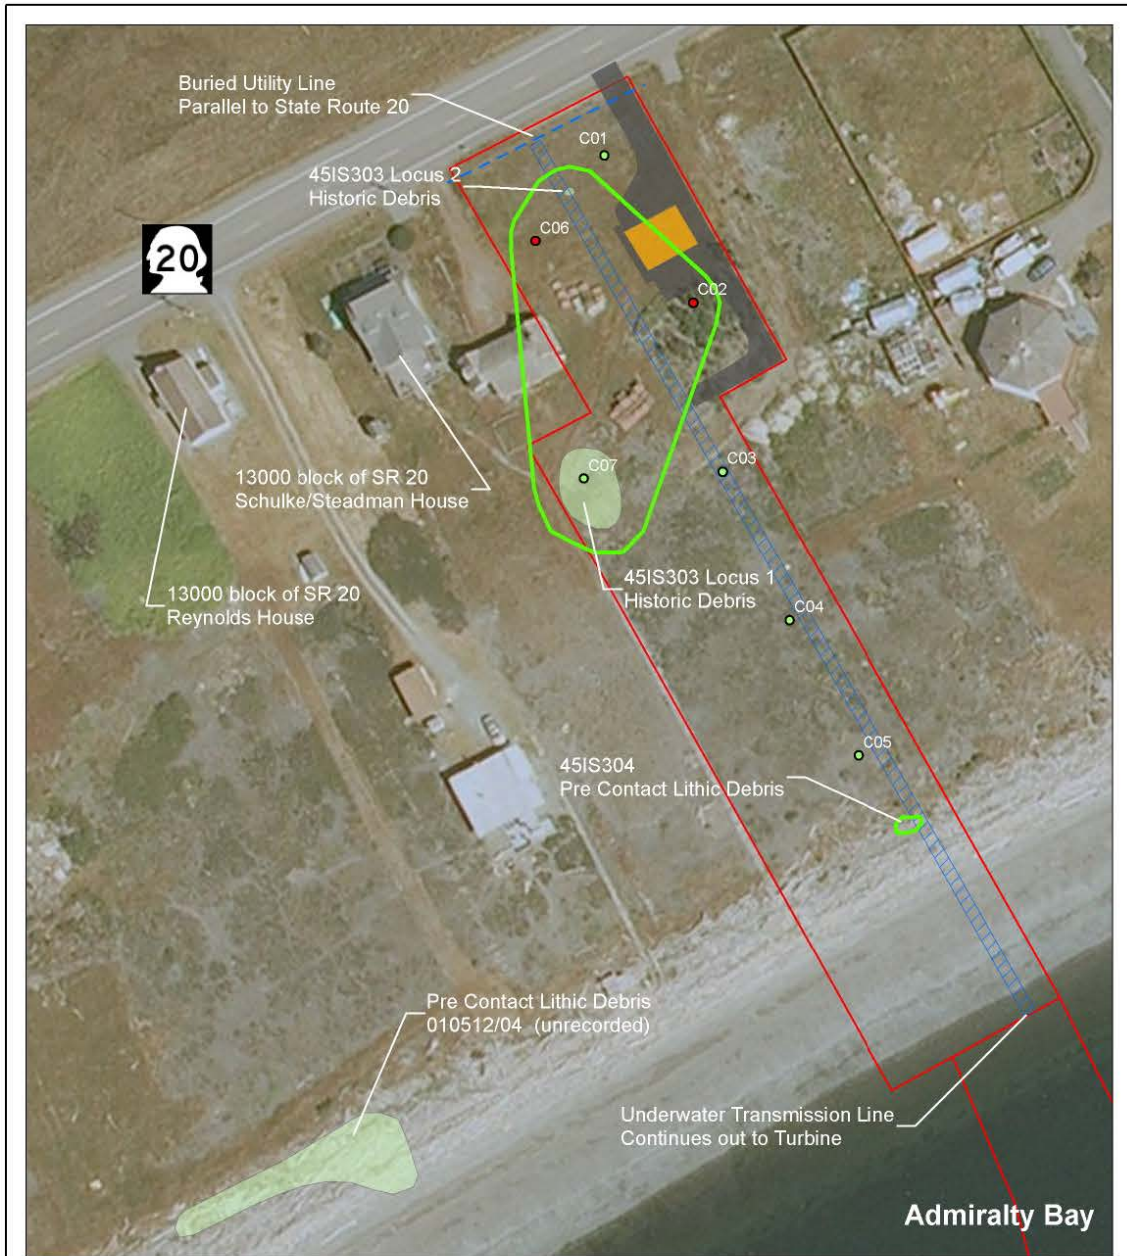 Buried Utility Line
Parallel to State Route 20
C01
45IS303 Locus 2
Historic Debris
C06
20
C02
C03
13000 block of SR 20
Schulke/Steadman House
C07
45IS303 Locus 1
Historic Debris
13000 block of SR 20
Reynolds House
C04
C05
45IS304
Pre Contact Lithic Debris
Pre Contact Lithic Debris
010512/04 (unrecorded)
Underwater Transmission Line
Continues out to Turbine
Admiralty Bay